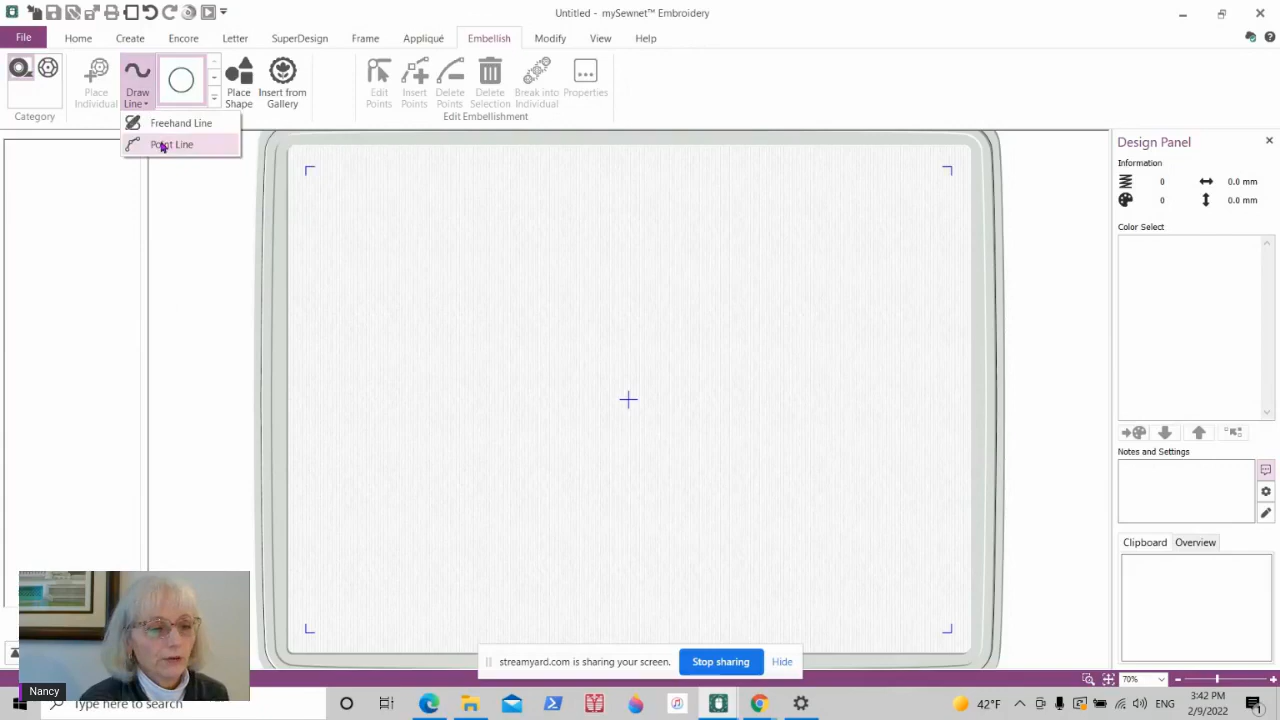 Untitled - mySewnet™ Embroidery
File Home Create Encore Letter SuperDesign Frame Appliqué Embellish Modify View Help
Place Individual
Draw Line
Place Shape
Insert from Gallery
Edit Points
Insert Points
Delete Points
Delete Selection
Break into Individual
Properties
Category
Edit Embellishment
Freehand Line
Point Line
Design Panel
Information
0 0.0 mm
0 0.0 mm
Color Select
Notes and Settings
Clipboard Overview
streamyard.com is sharing your screen. Stop sharing Hide
70%
Nancy
Type here to search
42°F
ENG
3:42 PM
2/9/2022
1